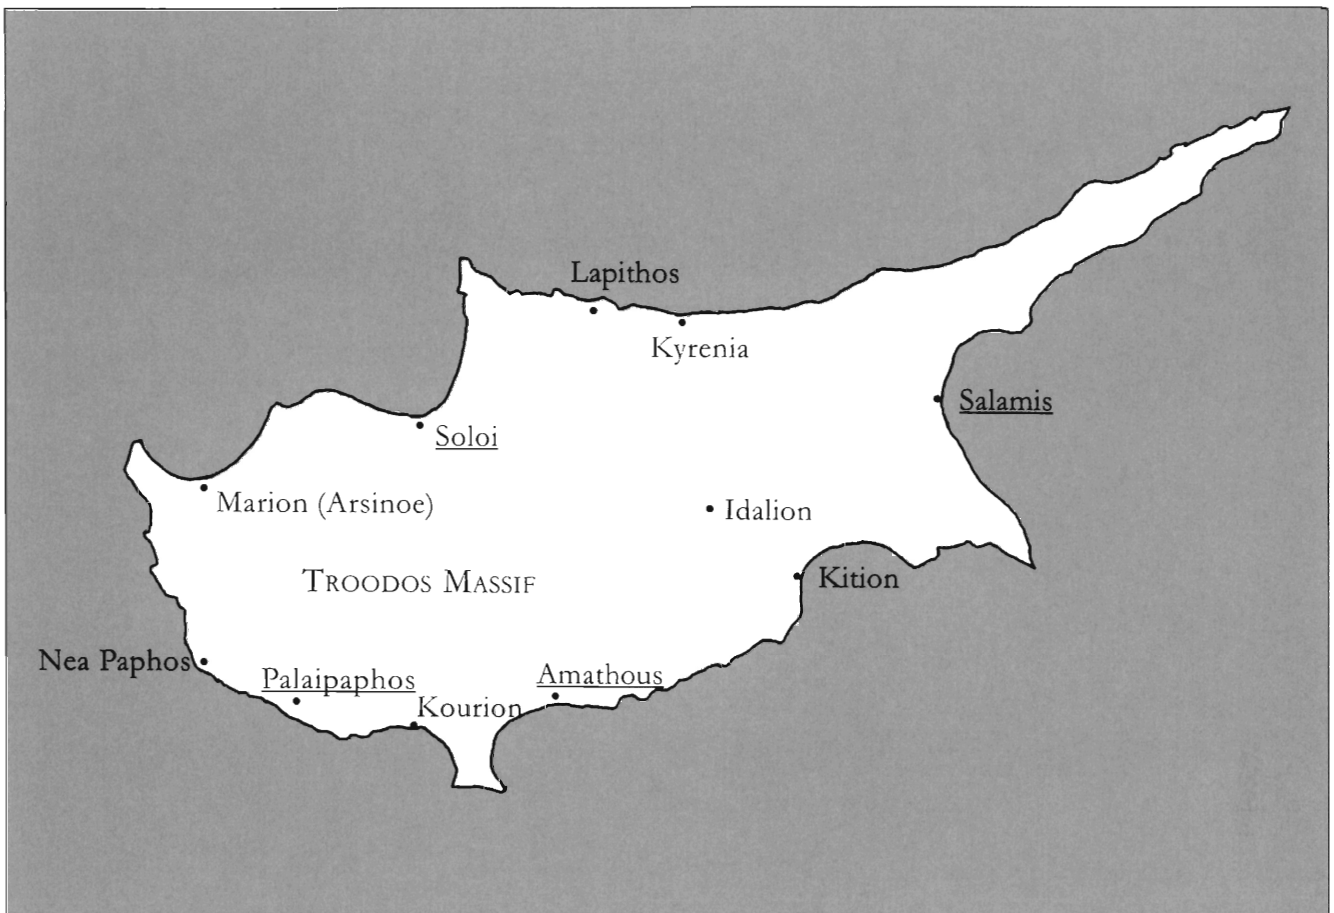 Lapithos
Kyrenia
Salamis
Soloi
Marion (Arsinoe)
Idalion
TROODOS MASSIF
Kition
Nea Paphos
Palaipaphos
Amathous
Kourion